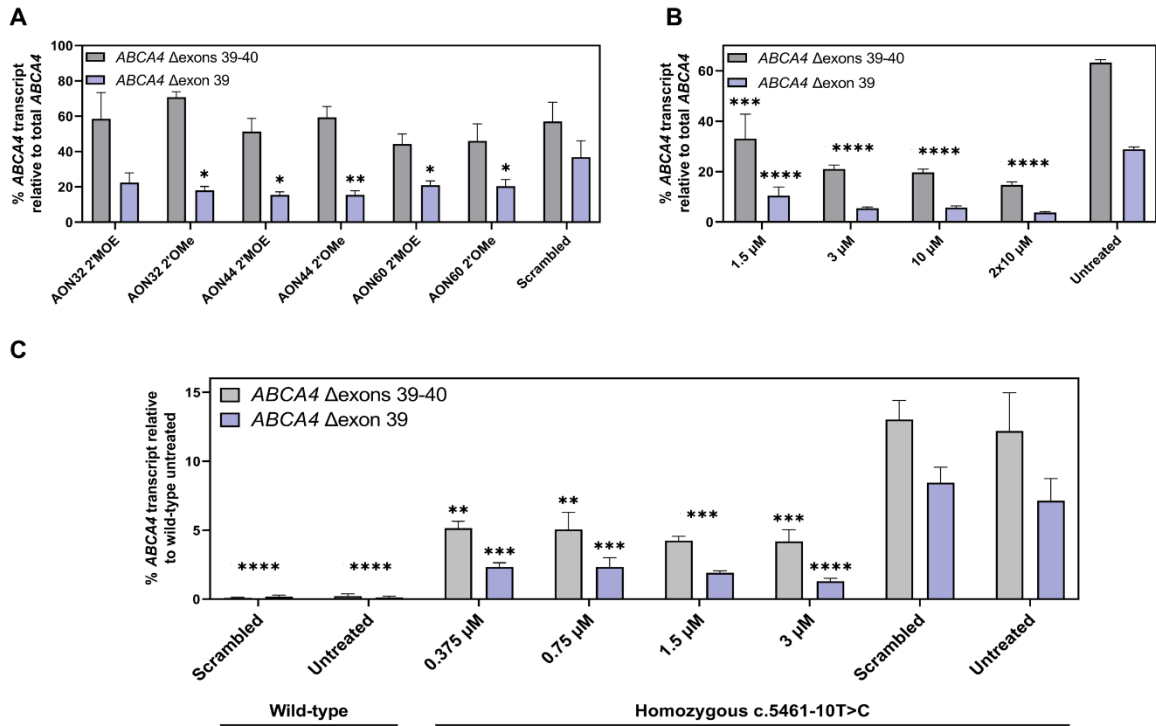 A
% ABCA4 transcript
relative to total ABCA4
100
80
60
40
20
0
ABCA4 Δexons 39-40
ABCA4 Δexon 39
*
*
**
*
*
AON32 2'MOE
AON32 2'OMe
AON44 2'MOE
AON44 2'OMe
AON60 2'MOE
AON60 2'OMe
Scrambled
B
% ABCA4 transcript
relative to total ABCA4
60
40
20
0
ABCA4 Δexons 39-40
ABCA4 Δexon 39
***
****
****
****
****
1.5 µM
3 µM
10 µM
2x10 µM
Untreated
C
% ABCA4 transcript relative
to wild-type untreated
15
10
5
0
ABCA4 Δexons 39-40
ABCA4 Δexon 39
****
****
**
***
**
***
***
***
****
Scrambled
Untreated
0.375 µM
0.75 µM
1.5 µM
3 µM
Scrambled
Untreated
Wild-type
Homozygous c.5461-10T>C